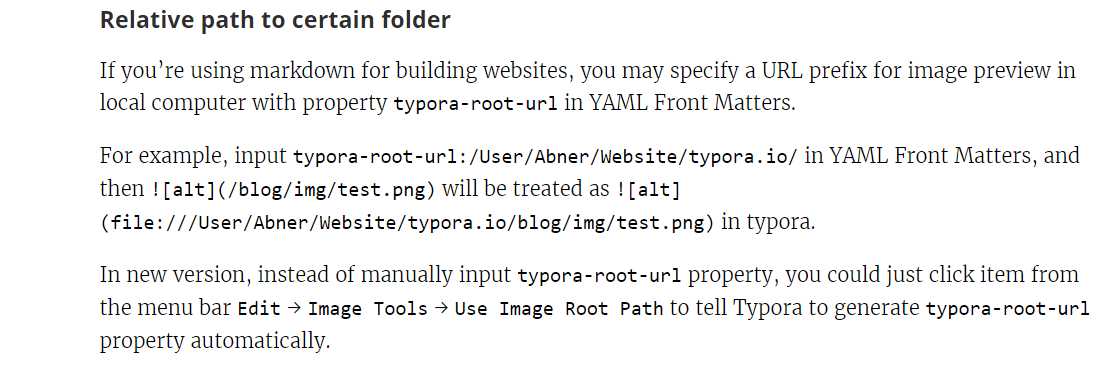 Relative path to certain folder
If you’re using markdown for building websites, you may specify a URL prefix for image preview in
local computer with property typora-root-url in YAML Front Matters.
For example, input typora-root-url:/User/Abner/Website/typora.io/ in YAML Front Matters, and
then ![alt](/blog/img/test.png) will be treated as ![alt]
(file:///User/Abner/Website/typora.io/blog/img/test.png) in typora.
In new version, instead of manually input typora-root-url property, you could just click item from
the menu bar Edit → Image Tools → Use Image Root Path to tell Typora to generate typora-root-url
property automatically.